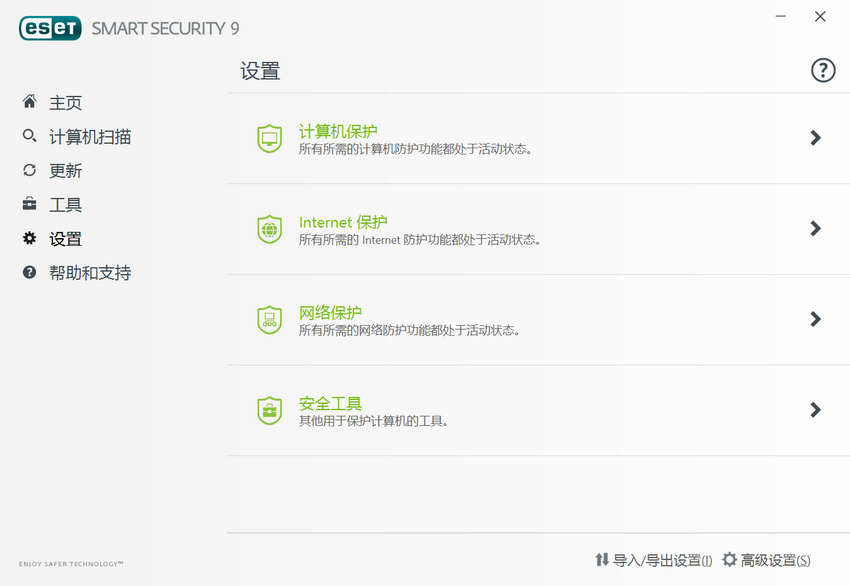 eset SMART SECURITY 9
设置
?
主页
计算机扫描
更新
工具
设置
帮助和支持
计算机保护
所有所需的计算机防护功能都处于活动状态。
Internet 保护
所有所需的 Internet 防护功能都处于活动状态。
网络保护
所有所需的网络防护功能都处于活动状态。
安全工具
其他用于保护计算机的工具。
ENJOY SAFER TECHNOLOGY™
导入/导出设置(I) 高级设置(S)